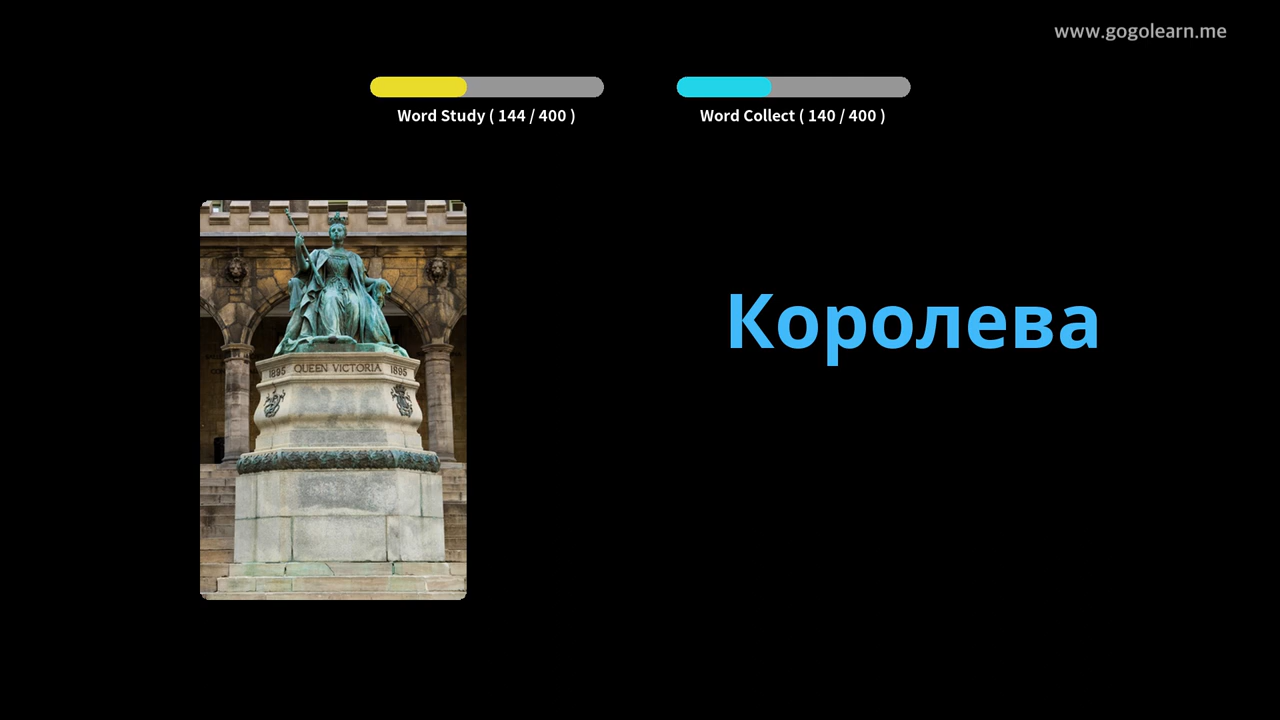 www.gogolearn.me
Word Study ( 144 / 400 )
Word Collect ( 140 / 400 )
Королева
1895 QUEEN VICTORIA 1895